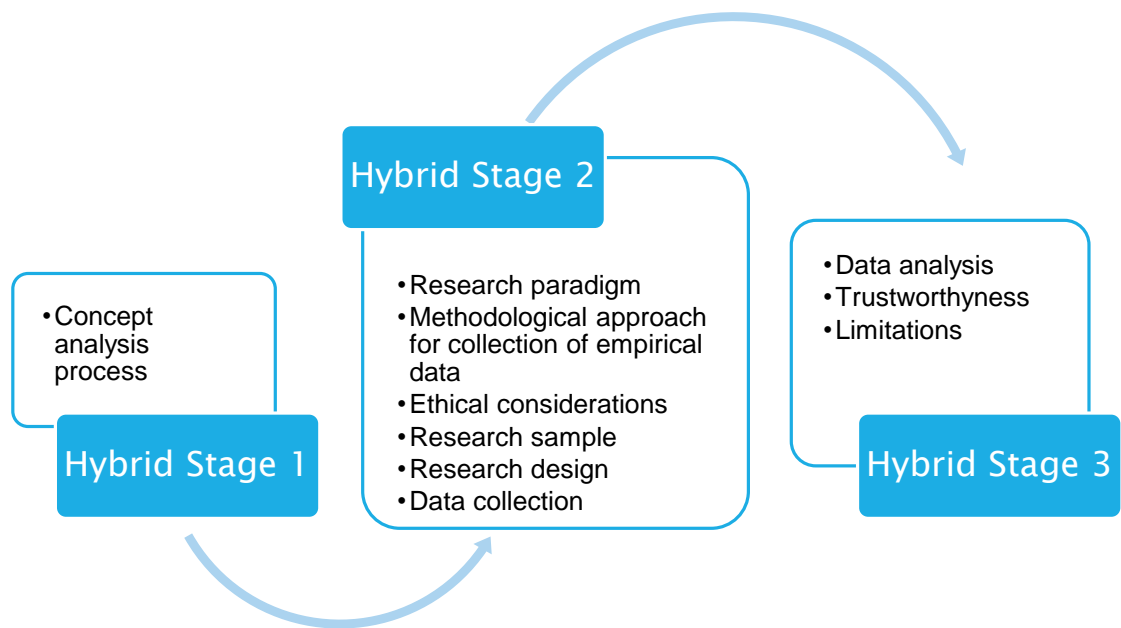 •Concept
analysis
process
Hybrid Stage 1
Hybrid Stage 2
•Research paradigm
•Methodological approach
for collection of empirical
data
•Ethical considerations
•Research sample
•Research design
•Data collection
•Data analysis
•Trustworthyness
•Limitations
Hybrid Stage 3